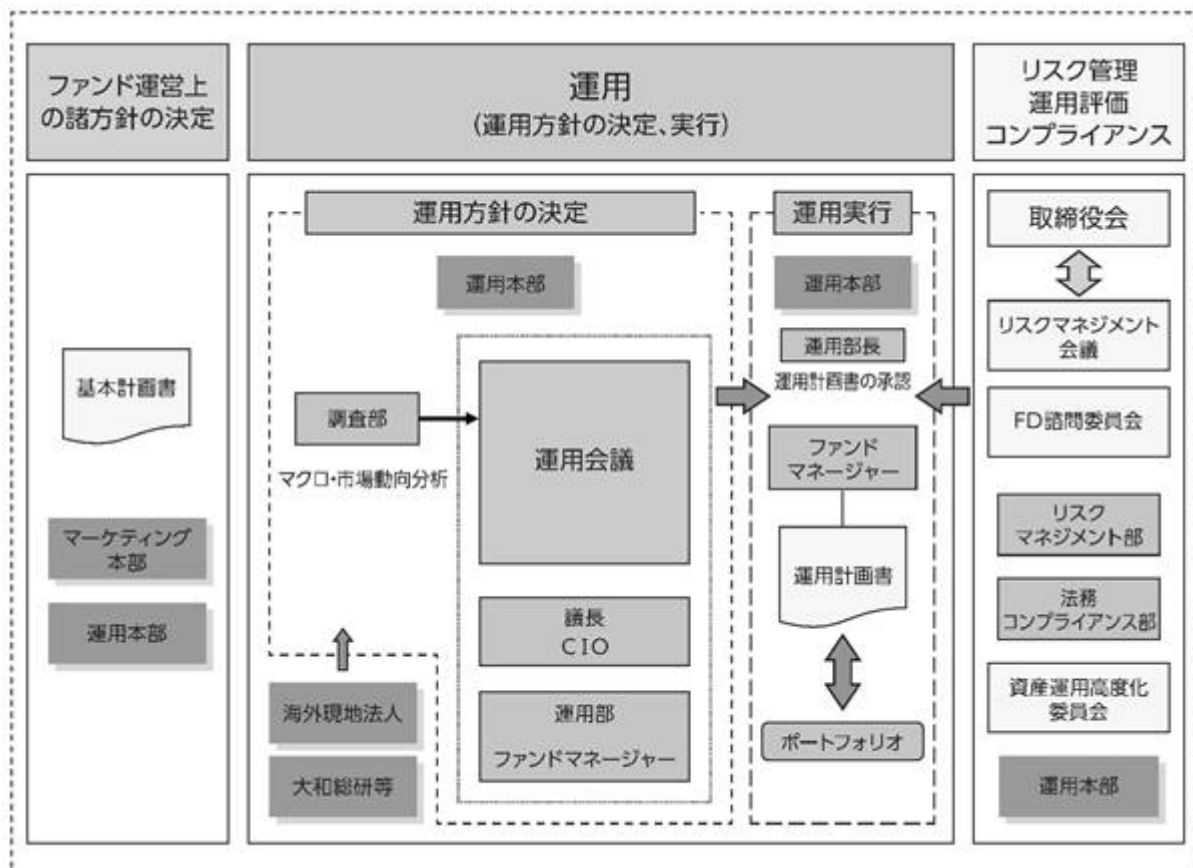 ファンド運営上
の諸方針の決定
運用
(運用方針の決定、実行)
リスク管理
運用評価
コンプライアンス
基本計画書
マーケティング
本部
運用本部
運用方針の決定
運用本部
調査部
マクロ・市場動向分析
運用会議
議長
CIO
運用部
ファンドマネージャー
海外現地法人
大和総研等
運用実行
運用本部
運用部長
運用計画書の承認
ファンド
マネージャー
運用計画書
ポートフォリオ
取締役会
リスクマネジメント
会議
FD諮問委員会
リスク
マネジメント部
法務
コンプライアンス部
資産運用高度化
委員会
運用本部